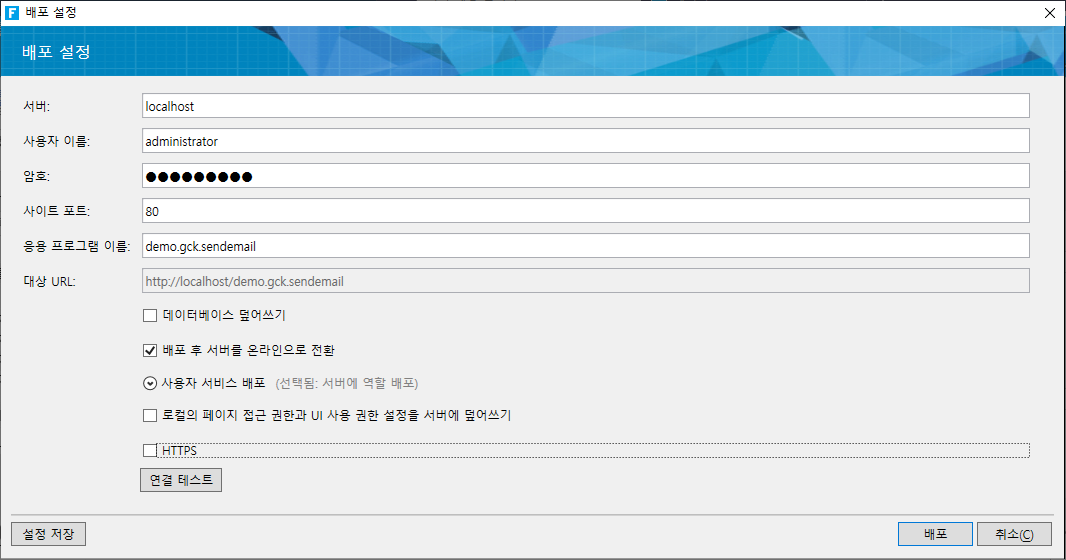 F 배포 설정
배포 설정
서버: localhost
사용자 이름: administrator
암호: ●●●●●●●●●
사이트 포트: 80
응용 프로그램 이름: demo.gck.sendemail
대상 URL: http://localhost/demo.gck.sendemail
데이터베이스 덮어쓰기
배포 후 서버를 온라인으로 전환
사용자 서비스 배포 (선택됨: 서버에 역할 배포)
로컬의 페이지 접근 권한과 UI 사용 권한 설정을 서버에 덮어쓰기
HTTPS
연결 테스트
설정 저장 배포 취소(C)